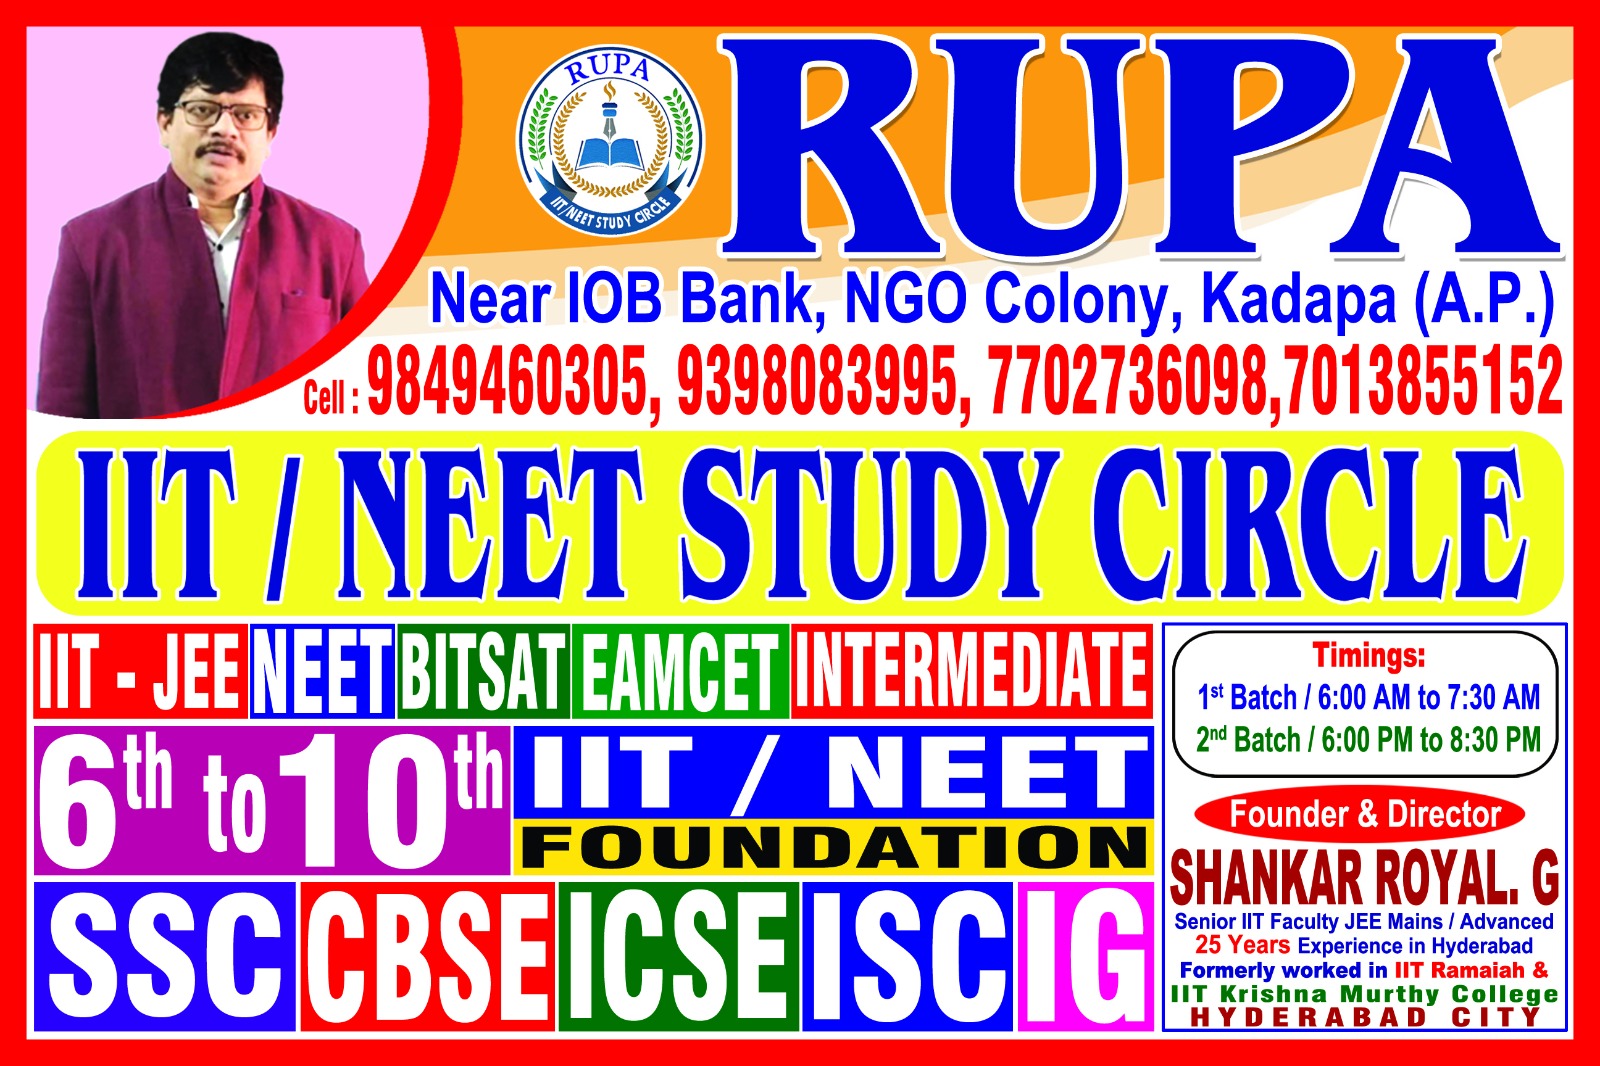 RUPA
IIT/NEET STUDY CIRCLE
RUPA
Near IOB Bank, NGO Colony, Kadapa (A.P.)
Cell : 9849460305, 9398083995, 7702736098,7013855152
IIT / NEET STUDY CIRCLE
IIT - JEE NEET BITSAT EAMCET INTERMEDIATE
6th to 10th IIT / NEET
FOUNDATION
SSC CBSE ICSE ISC IG
Timings:
1st Batch / 6:00 AM to 7:30 AM
2nd Batch / 6:00 PM to 8:30 PM
Founder & Director
SHANKAR ROYAL. G
Senior IIT Faculty JEE Mains / Advanced
25 Years Experience in Hyderabad
Formerly worked in IIT Ramaiah &
IIT Krishna Murthy College
HYDERABAD CITY